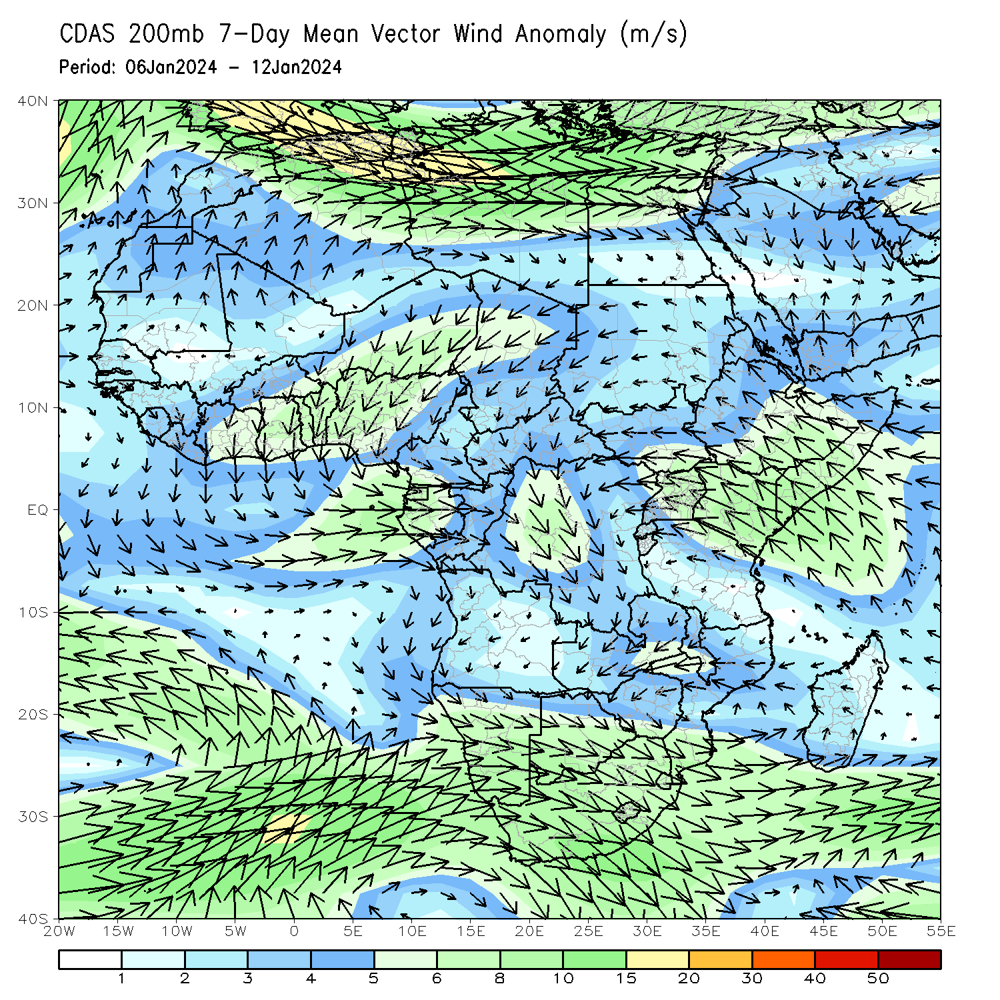 CDAS 200mb 7-Day Mean Vector Wind Anomaly (m/s)
Period: 06Jan2024 - 12Jan2024
40N
30N
20N
10N
EQ
10S
20S
30S
40S
20W 15W 10W 5W 0 5E 10E 15E 20E 25E 30E 35E 40E 45E 50E 55E
1 2 3 4 5 6 8 10 15 20 30 40 50